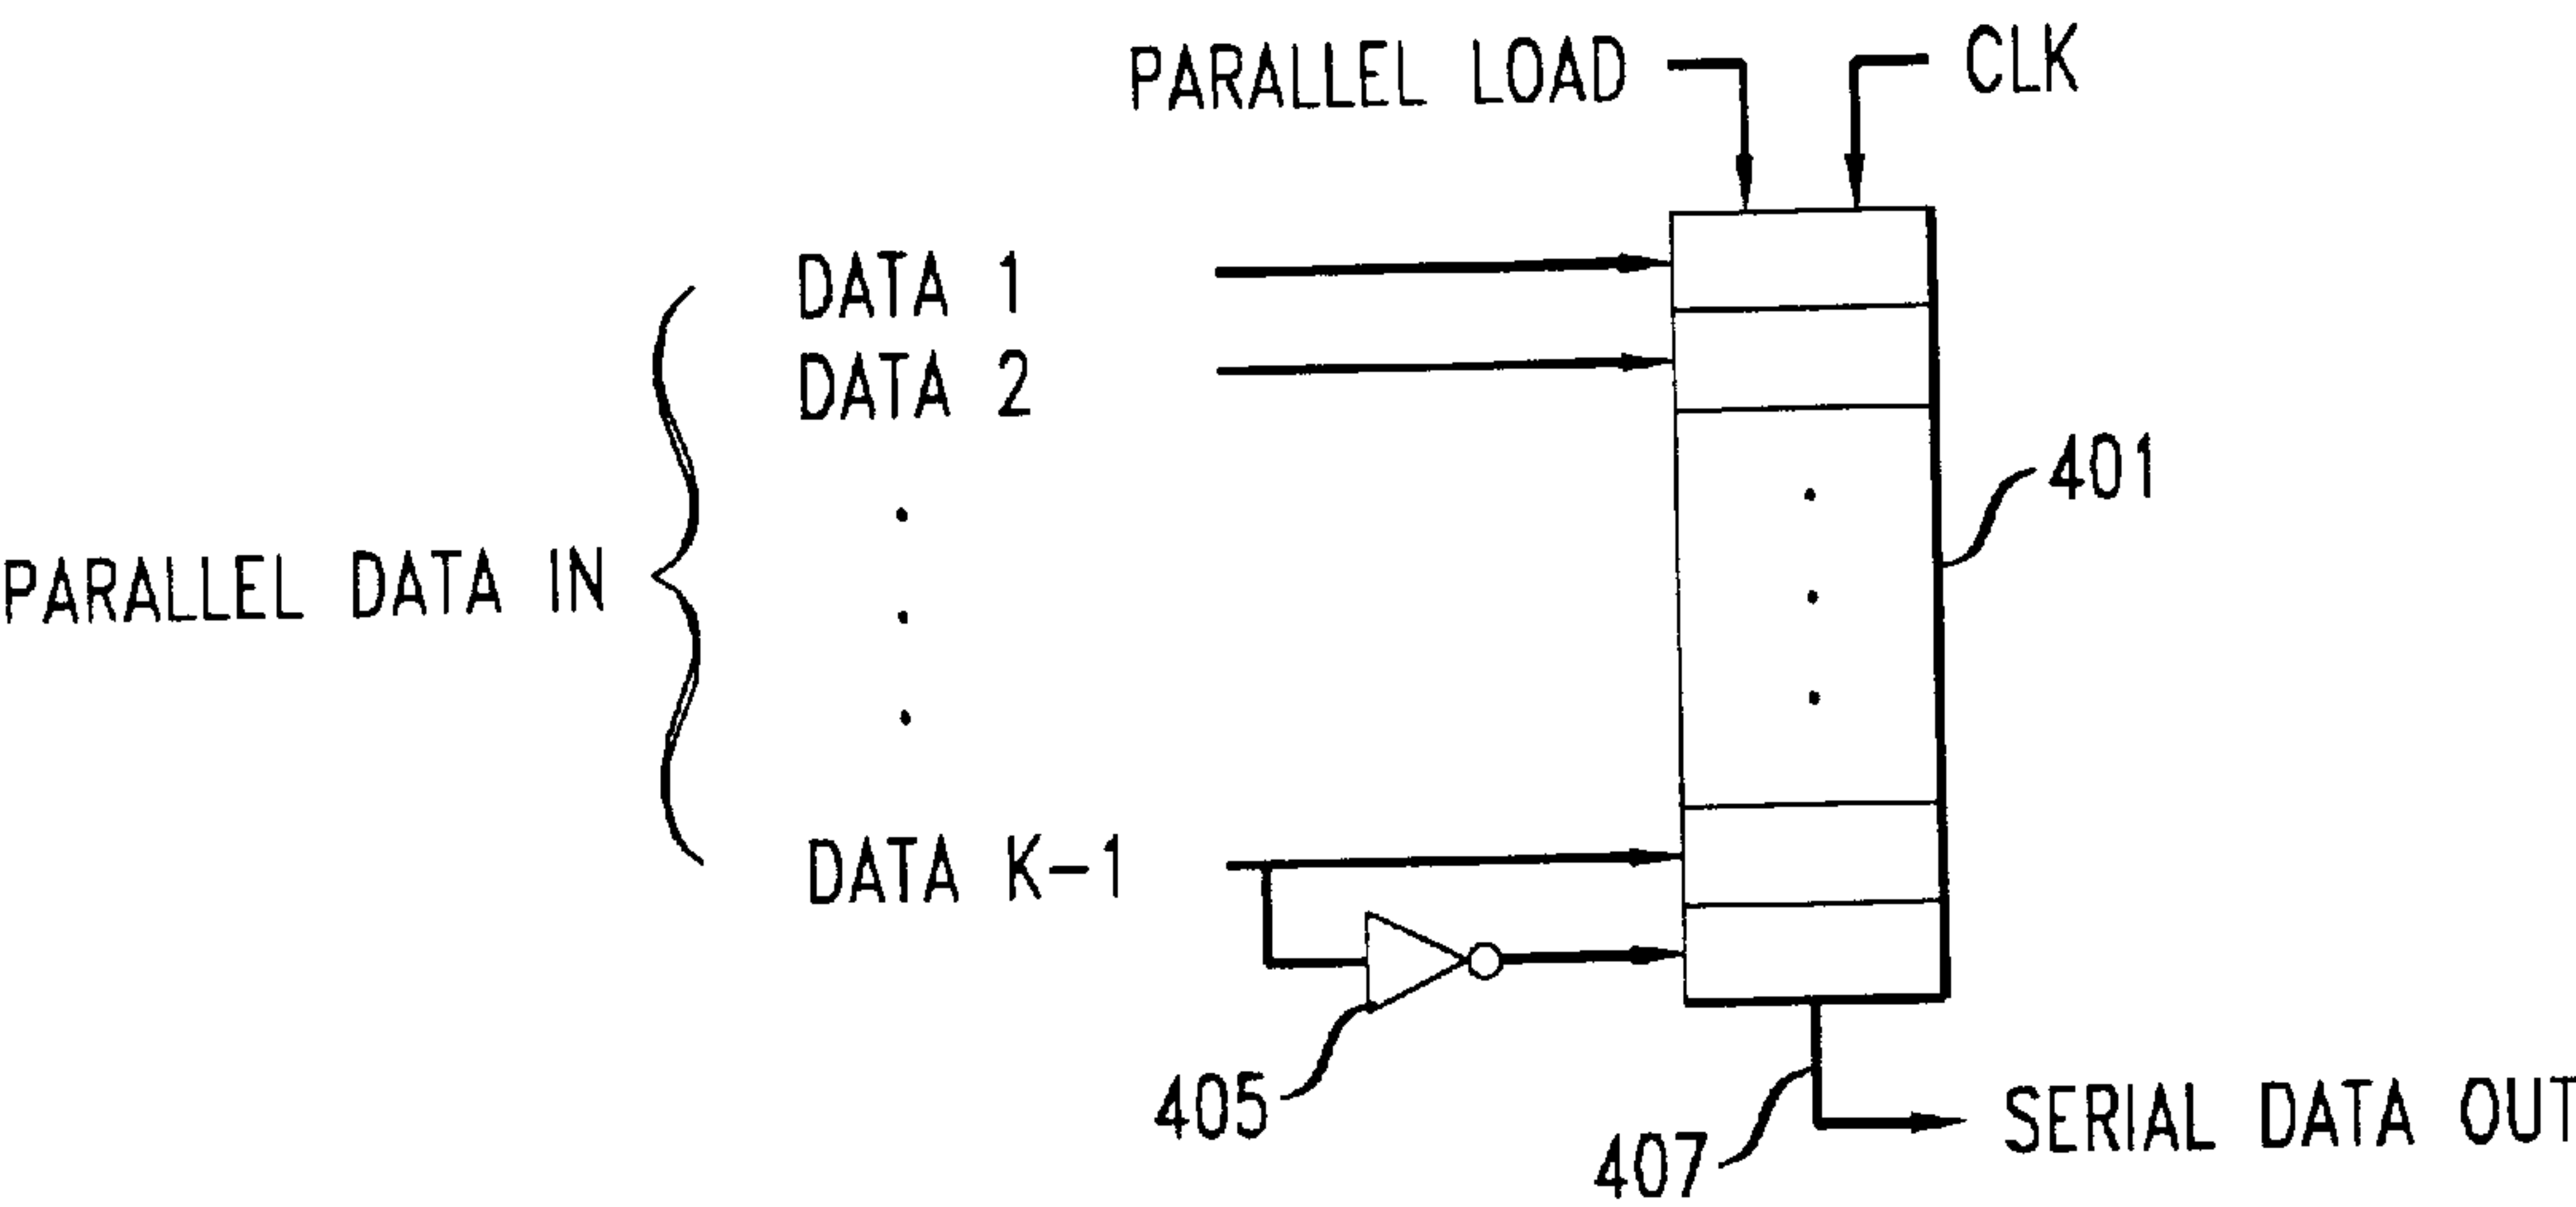 PARALLEL LOAD
CLK
DATA 1
DATA 2
401
PARALLEL DATA IN
DATA K-1
405
407
SERIAL DATA OUT